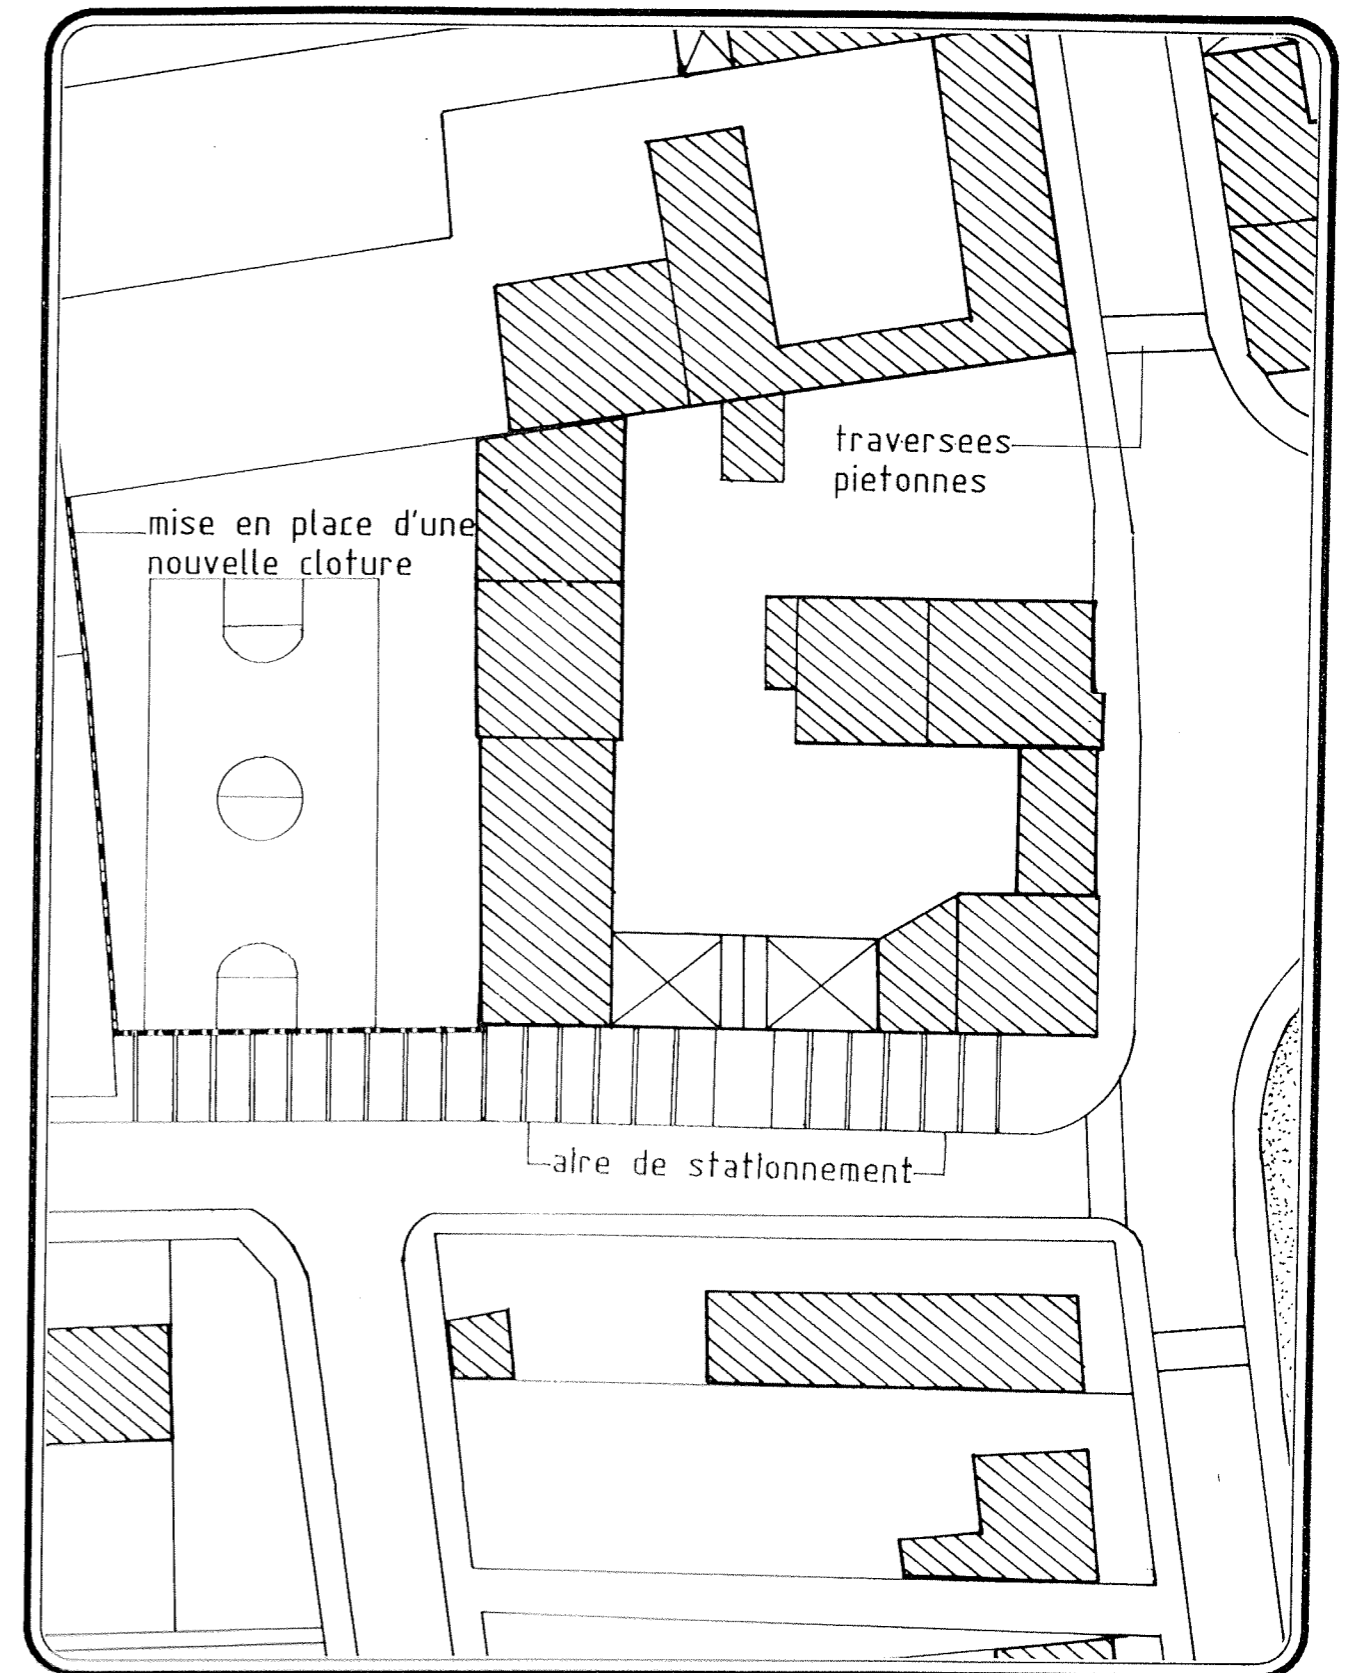 traversees
pietonnes
mise en place d'une
nouvelle cloture
aire de stationnement